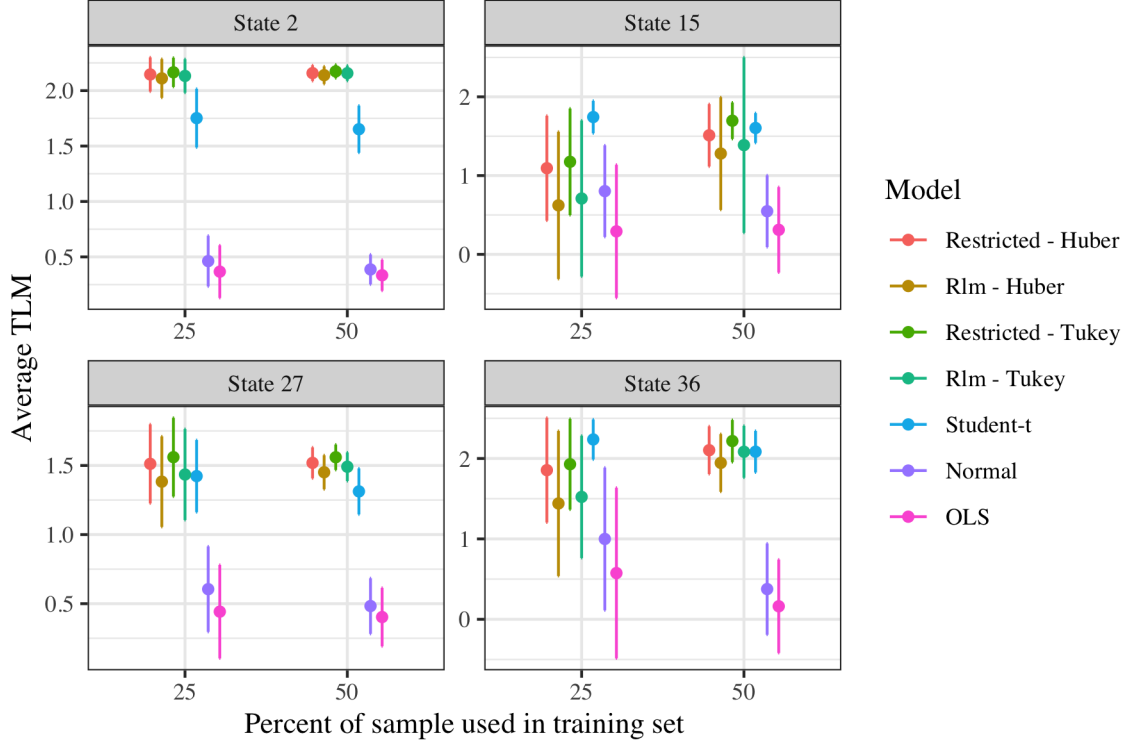 State 2
State 15
2.0
1.5
1.0
0.5
2
1
0
25
50
25
50
State 27
State 36
1.5
1.0
0.5
2
1
0
25
50
25
50
Average TLM
Percent of sample used in training set
Model
Restricted - Huber
Rlm - Huber
Restricted - Tukey
Rlm - Tukey
Student-t
Normal
OLS